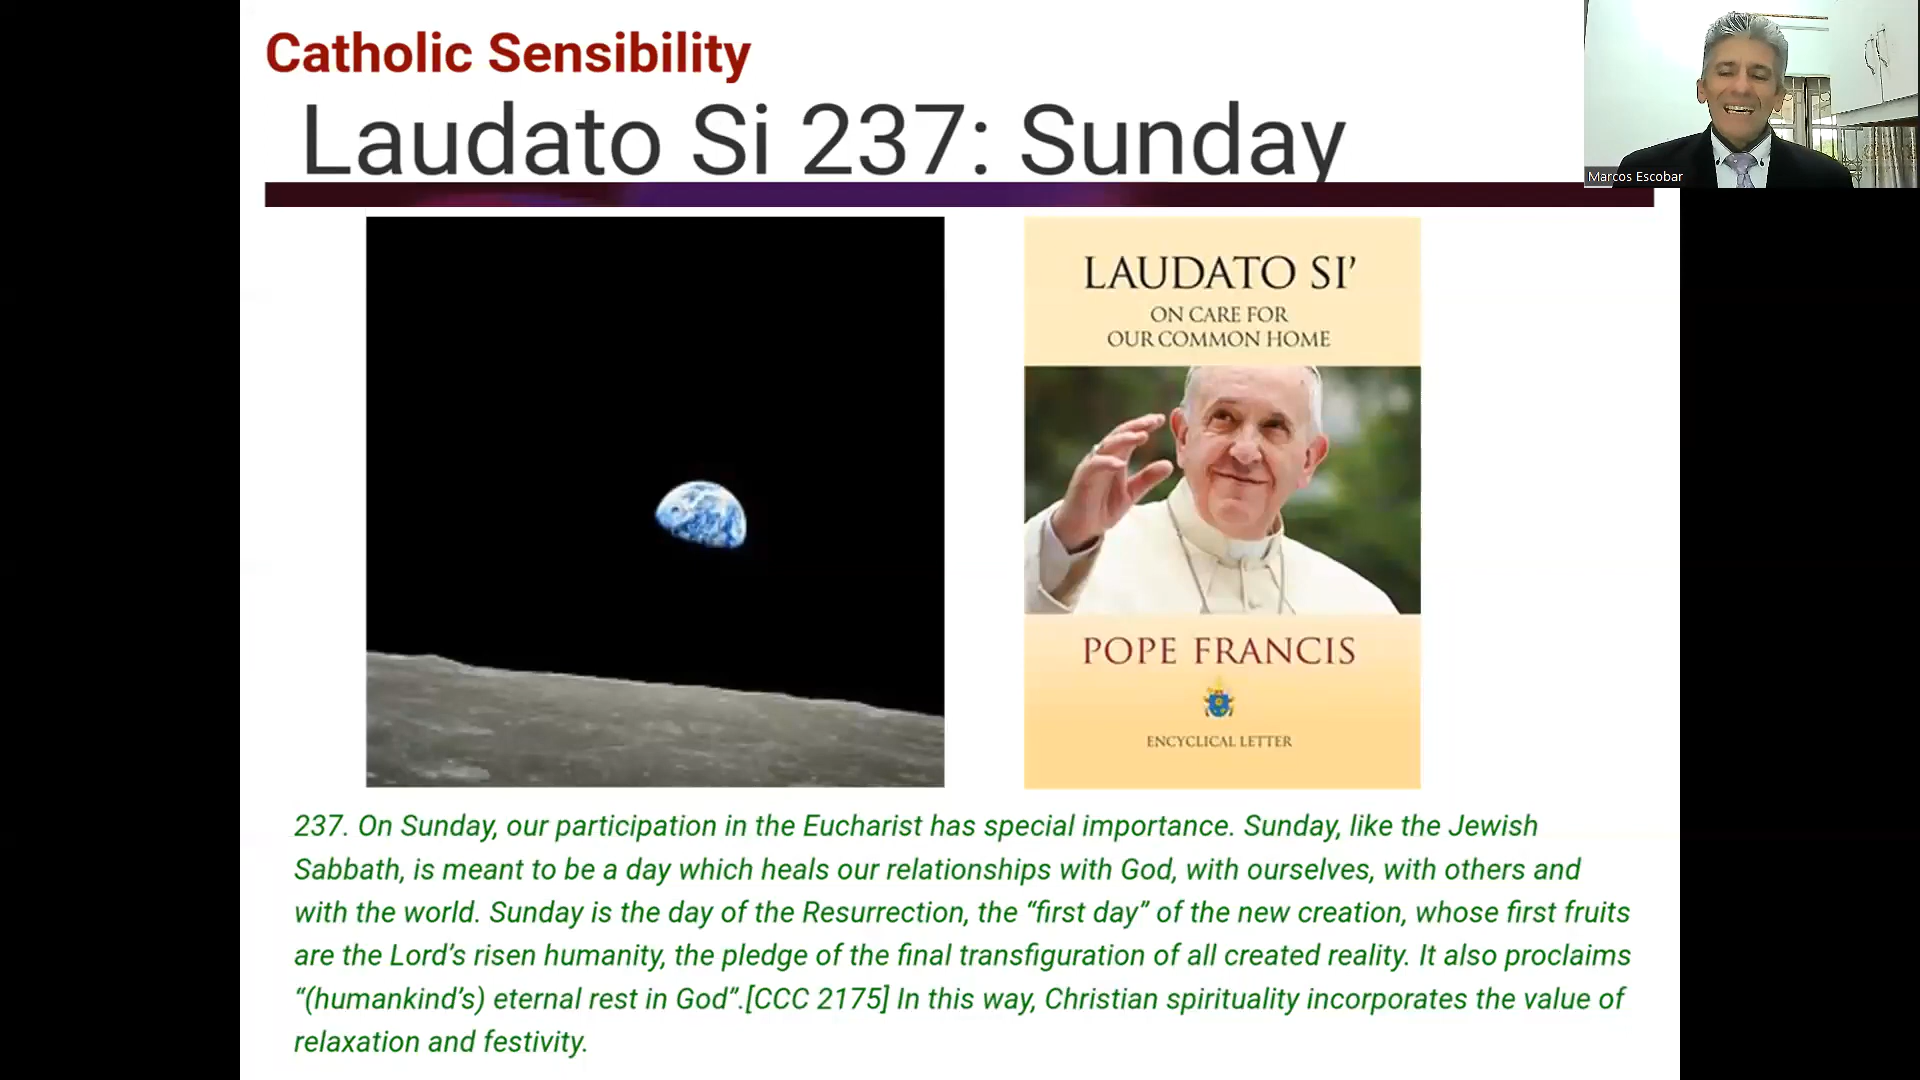 Catholic Sensibility
Laudato Si 237: Sunday
Marcos Escobar
LAUDATO SI’
ON CARE FOR
OUR COMMON HOME
POPE FRANCIS
ENCYCLICAL LETTER
237. On Sunday, our participation in the Eucharist has special importance. Sunday, like the Jewish
Sabbath, is meant to be a day which heals our relationships with God, with ourselves, with others and
with the world. Sunday is the day of the Resurrection, the “first day” of the new creation, whose first fruits
are the Lord’s risen humanity, the pledge of the final transfiguration of all created reality. It also proclaims
“(humankind’s) eternal rest in God”.[CCC 2175] In this way, Christian spirituality incorporates the value of
relaxation and festivity.